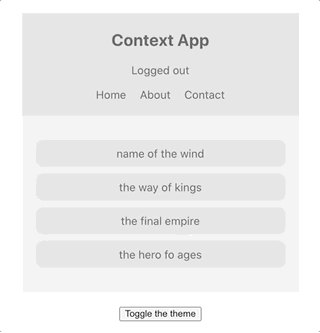 Context App
Logged out
Home About Contact
name of the wind
the way of kings
the final empire
the hero fo ages
Toggle the theme